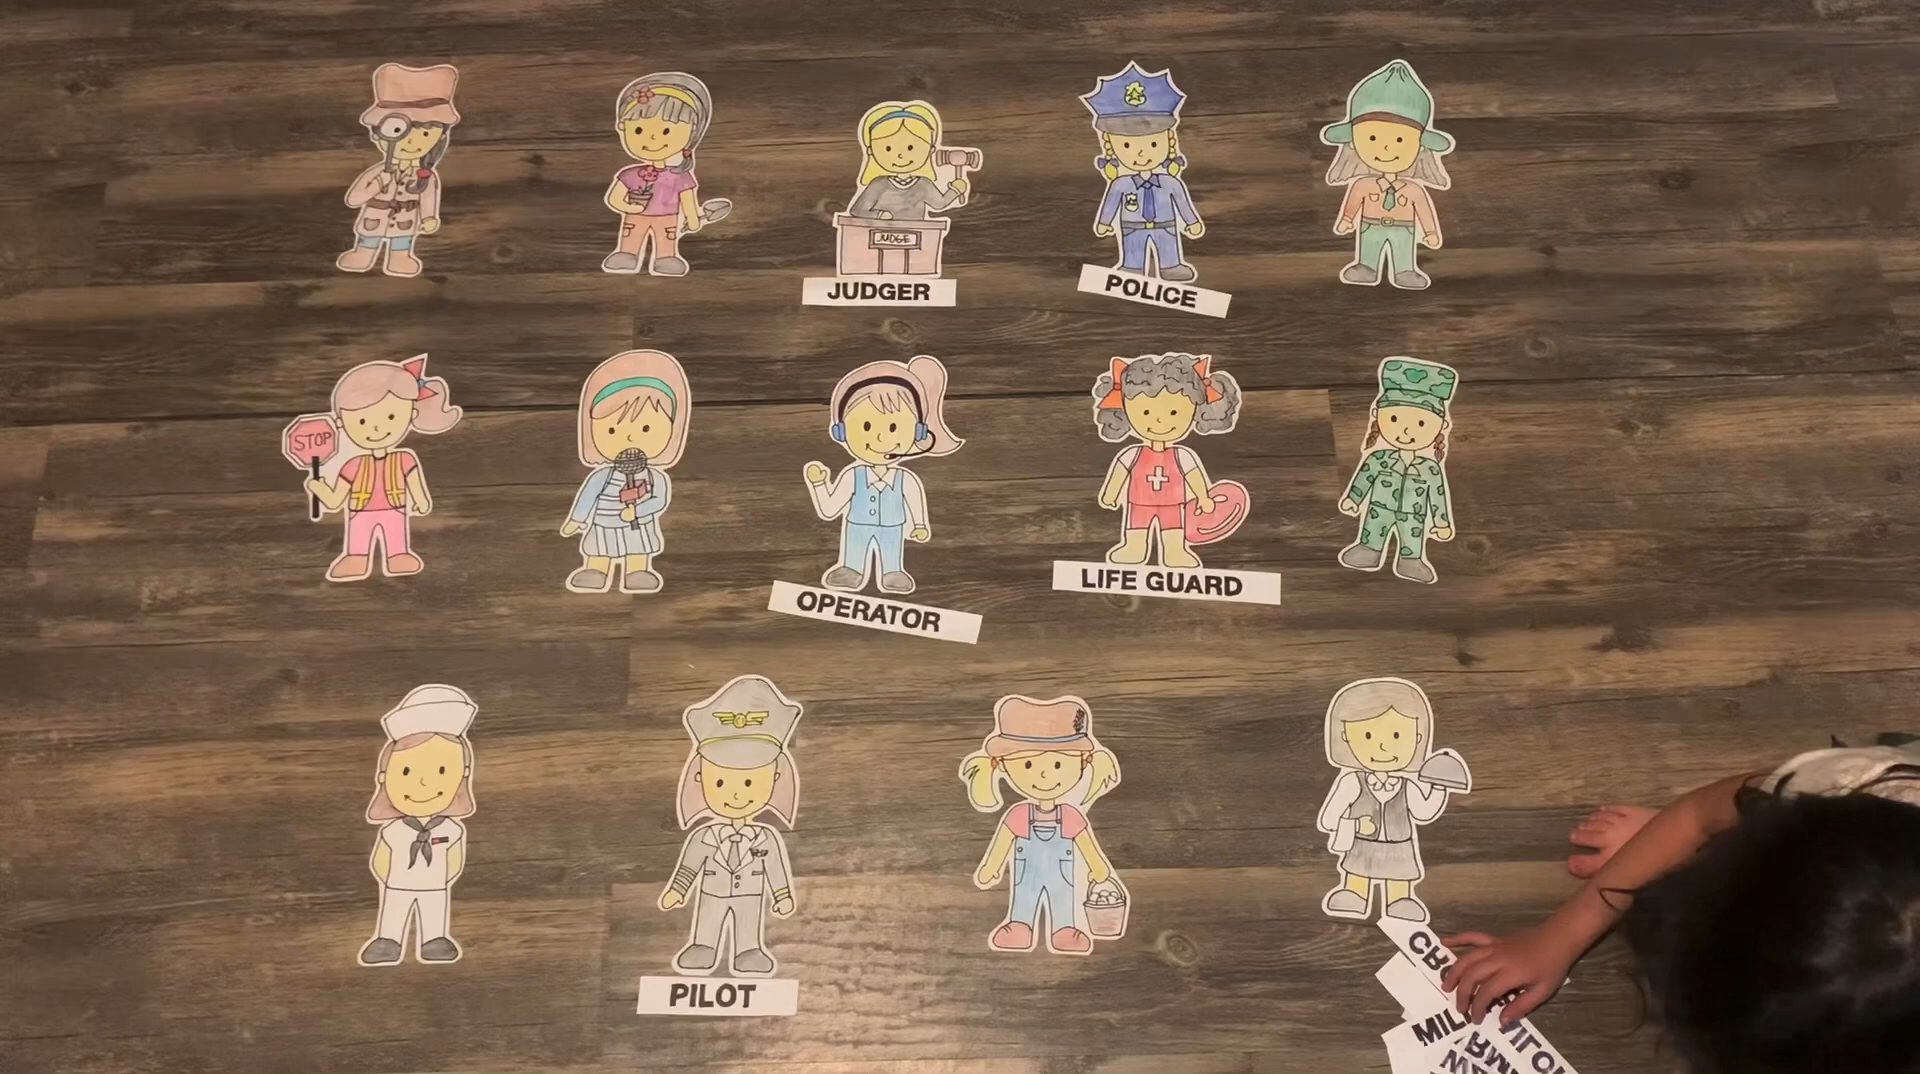 JUDGE
JUDGER
POLICE
STOP
OPERATOR
LIFE GUARD
PILOT